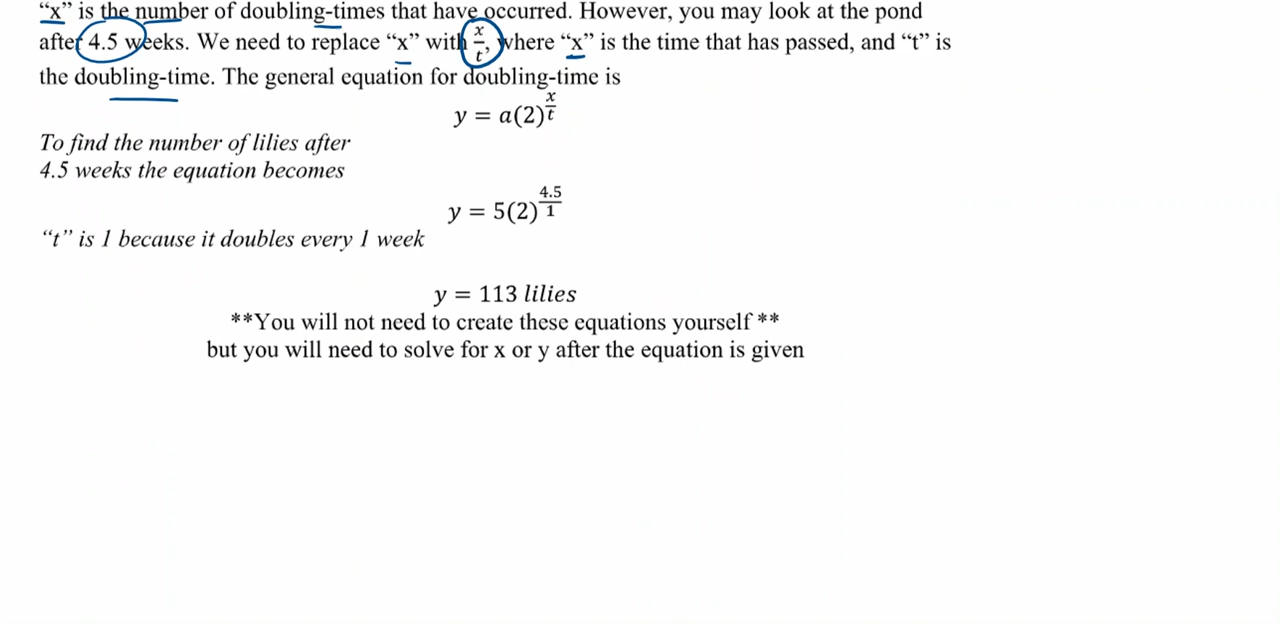 “x” is the number of doubling-times that have occurred. However, you may look at the pond
after 4.5 weeks. We need to replace “x” with x/t, where “x” is the time that has passed, and “t” is
the doubling-time. The general equation for doubling-time is
y = a(2)^(x/t)
To find the number of lilies after
4.5 weeks the equation becomes
y = 5(2)^(4.5/1)
“t” is 1 because it doubles every 1 week
y = 113 lilies
**You will not need to create these equations yourself **
but you will need to solve for x or y after the equation is given